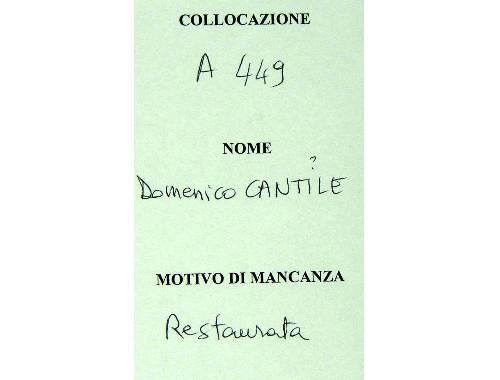 COLLOCAZIONE
A 449
NOME
?
Domenico CANTILE
MOTIVO DI MANCANZA
Restaurata